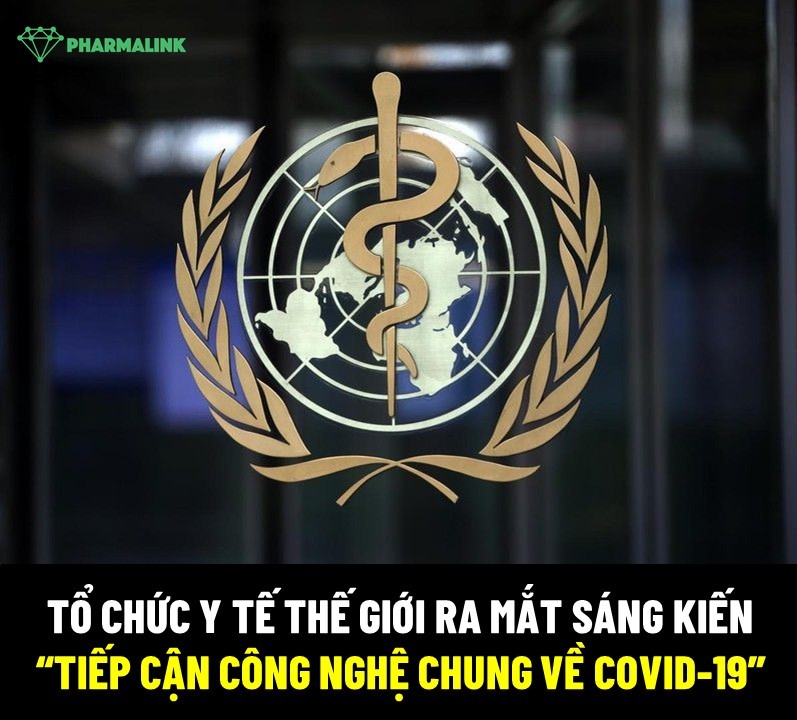 PHARMALINK
TỔ CHỨC Y TẾ THẾ GIỚI RA MẮT SÁNG KIẾN
“TIẾP CẬN CÔNG NGHỆ CHUNG VỀ COVID-19”